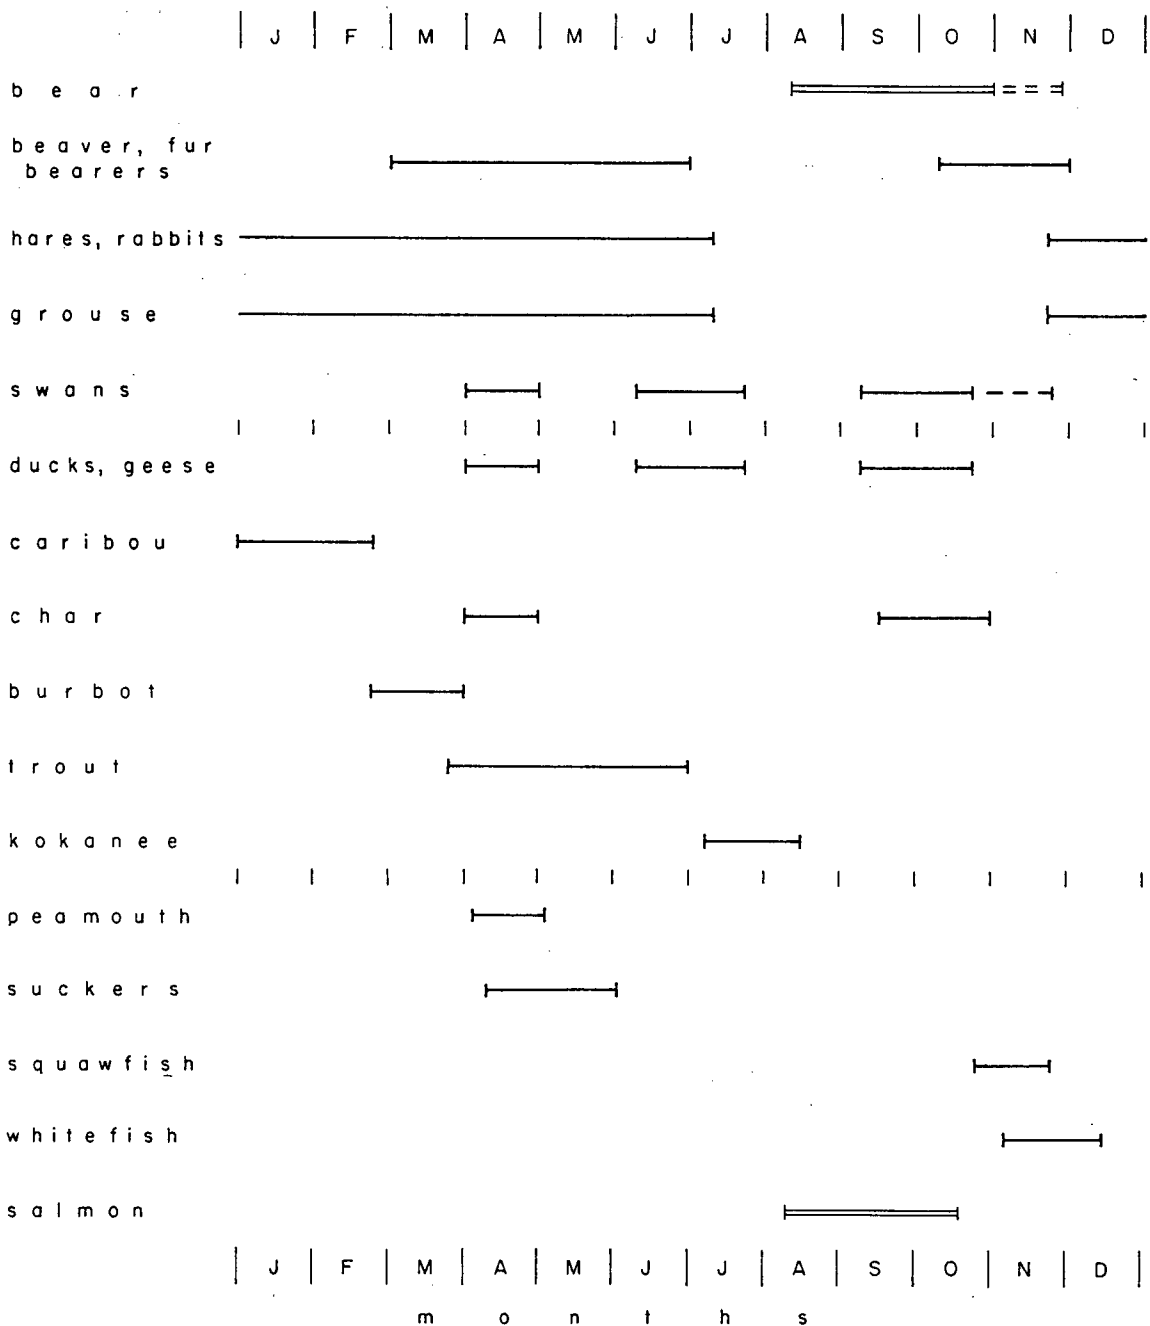 J F M A M J J A S O N D
bear
beaver, fur
bearers
hares, rabbits
grouse
swans
ducks, geese
caribou
char
burbot
trout
kokanee
peamouth
suckers
squawfish
whitefish
salmon
J F M A M J J A S O N D
months